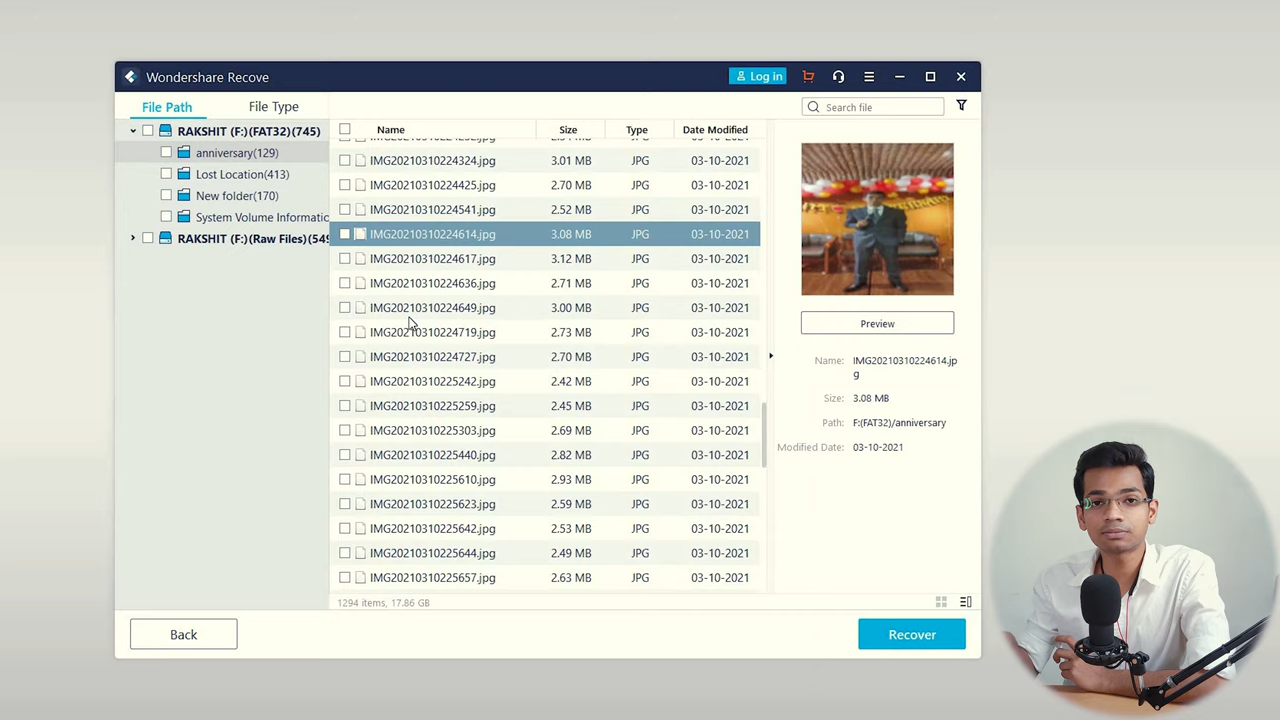 Wondershare Recove
Log in
File Path
File Type
Search file
RAKSHIT (F:)(FAT32)(745)
anniversary(129)
Lost Location(413)
New folder(170)
System Volume Informatio
RAKSHIT (F:)(Raw Files)(549
Name Size Type Date Modified
IMG20210310224324.jpg 3.01 MB JPG 03-10-2021
IMG20210310224425.jpg 2.70 MB JPG 03-10-2021
IMG20210310224541.jpg 2.52 MB JPG 03-10-2021
IMG20210310224614.jpg 3.08 MB JPG 03-10-2021
IMG20210310224617.jpg 3.12 MB JPG 03-10-2021
IMG20210310224636.jpg 2.71 MB JPG 03-10-2021
IMG20210310224649.jpg 3.00 MB JPG 03-10-2021
IMG20210310224719.jpg 2.73 MB JPG 03-10-2021
IMG20210310224727.jpg 2.70 MB JPG 03-10-2021
IMG20210310225242.jpg 2.42 MB JPG 03-10-2021
IMG20210310225259.jpg 2.45 MB JPG 03-10-2021
IMG20210310225303.jpg 2.69 MB JPG 03-10-2021
IMG20210310225440.jpg 2.82 MB JPG 03-10-2021
IMG20210310225610.jpg 2.93 MB JPG 03-10-2021
IMG20210310225623.jpg 2.59 MB JPG 03-10-2021
IMG20210310225642.jpg 2.53 MB JPG 03-10-2021
IMG20210310225644.jpg 2.49 MB JPG 03-10-2021
IMG20210310225657.jpg 2.63 MB JPG 03-10-2021
1294 items, 17.86 GB
Preview
Name: IMG20210310224614.jp
g
Size: 3.08 MB
Path: F:(FAT32)/anniversary
Modified Date: 03-10-2021
Back
Recover